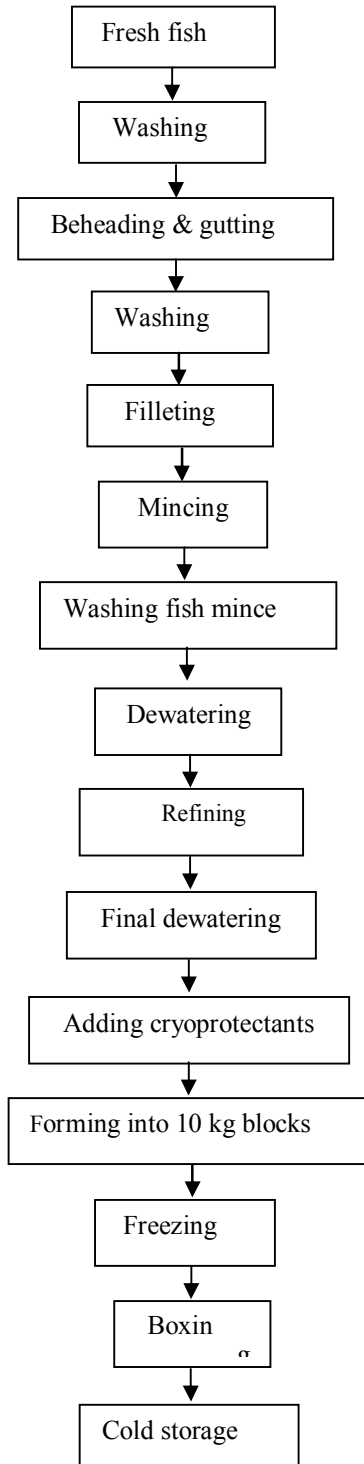 Fresh fish
Washing
Beheading & gutting
Washing
Filleting
Mincing
Washing fish mince
Dewatering
Refining
Final dewatering
Adding cryoprotectants
Forming into 10 kg blocks
Freezing
Boxin
g
Cold storage